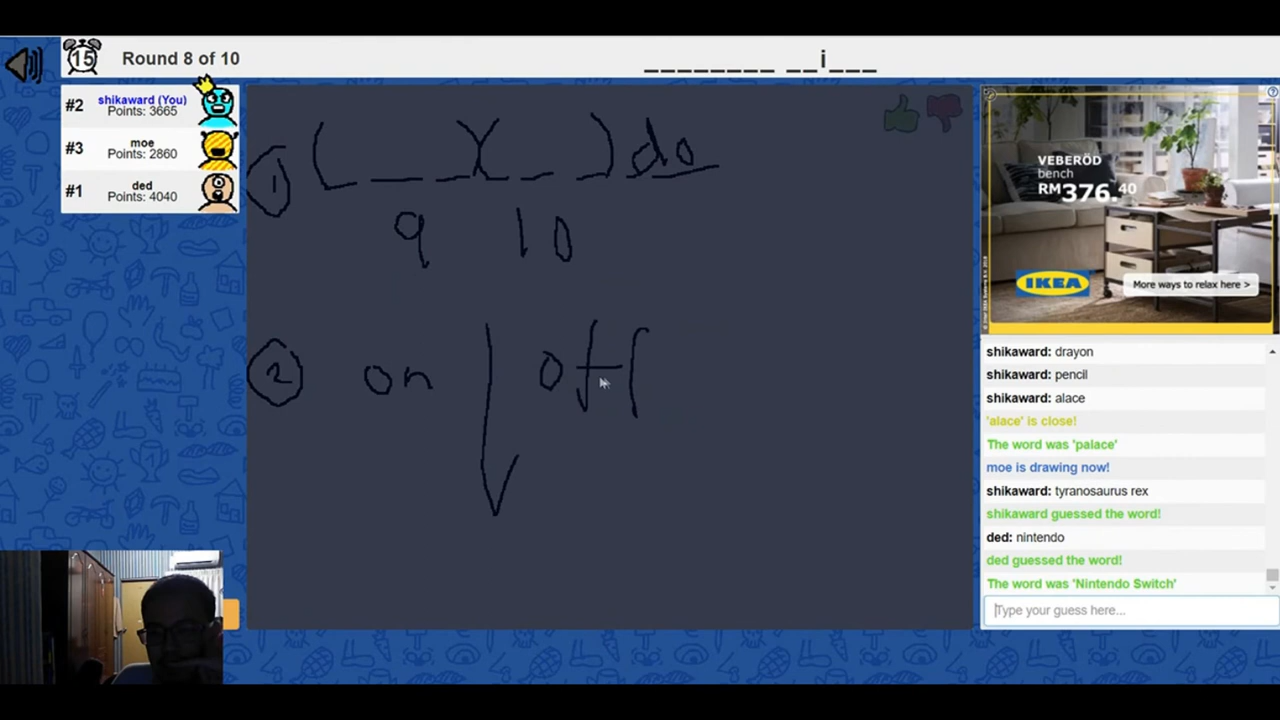 15 Round 8 of 10 ________ __i___
#2 shikaward (You)
Points: 3665
#3 moe
Points: 2860
#1 ded
Points: 4040
① ( _ )( _ ) do
9 10
② on off
VEBERÖD
bench
RM376.40
IKEA
More ways to relax here >
shikaward: drayon
shikaward: pencil
shikaward: alace
'alace' is close!
The word was 'palace'
moe is drawing now!
shikaward: tyranosaurus rex
shikaward guessed the word!
ded: nintendo
ded guessed the word!
The word was 'Nintendo Switch'
Type your guess here...